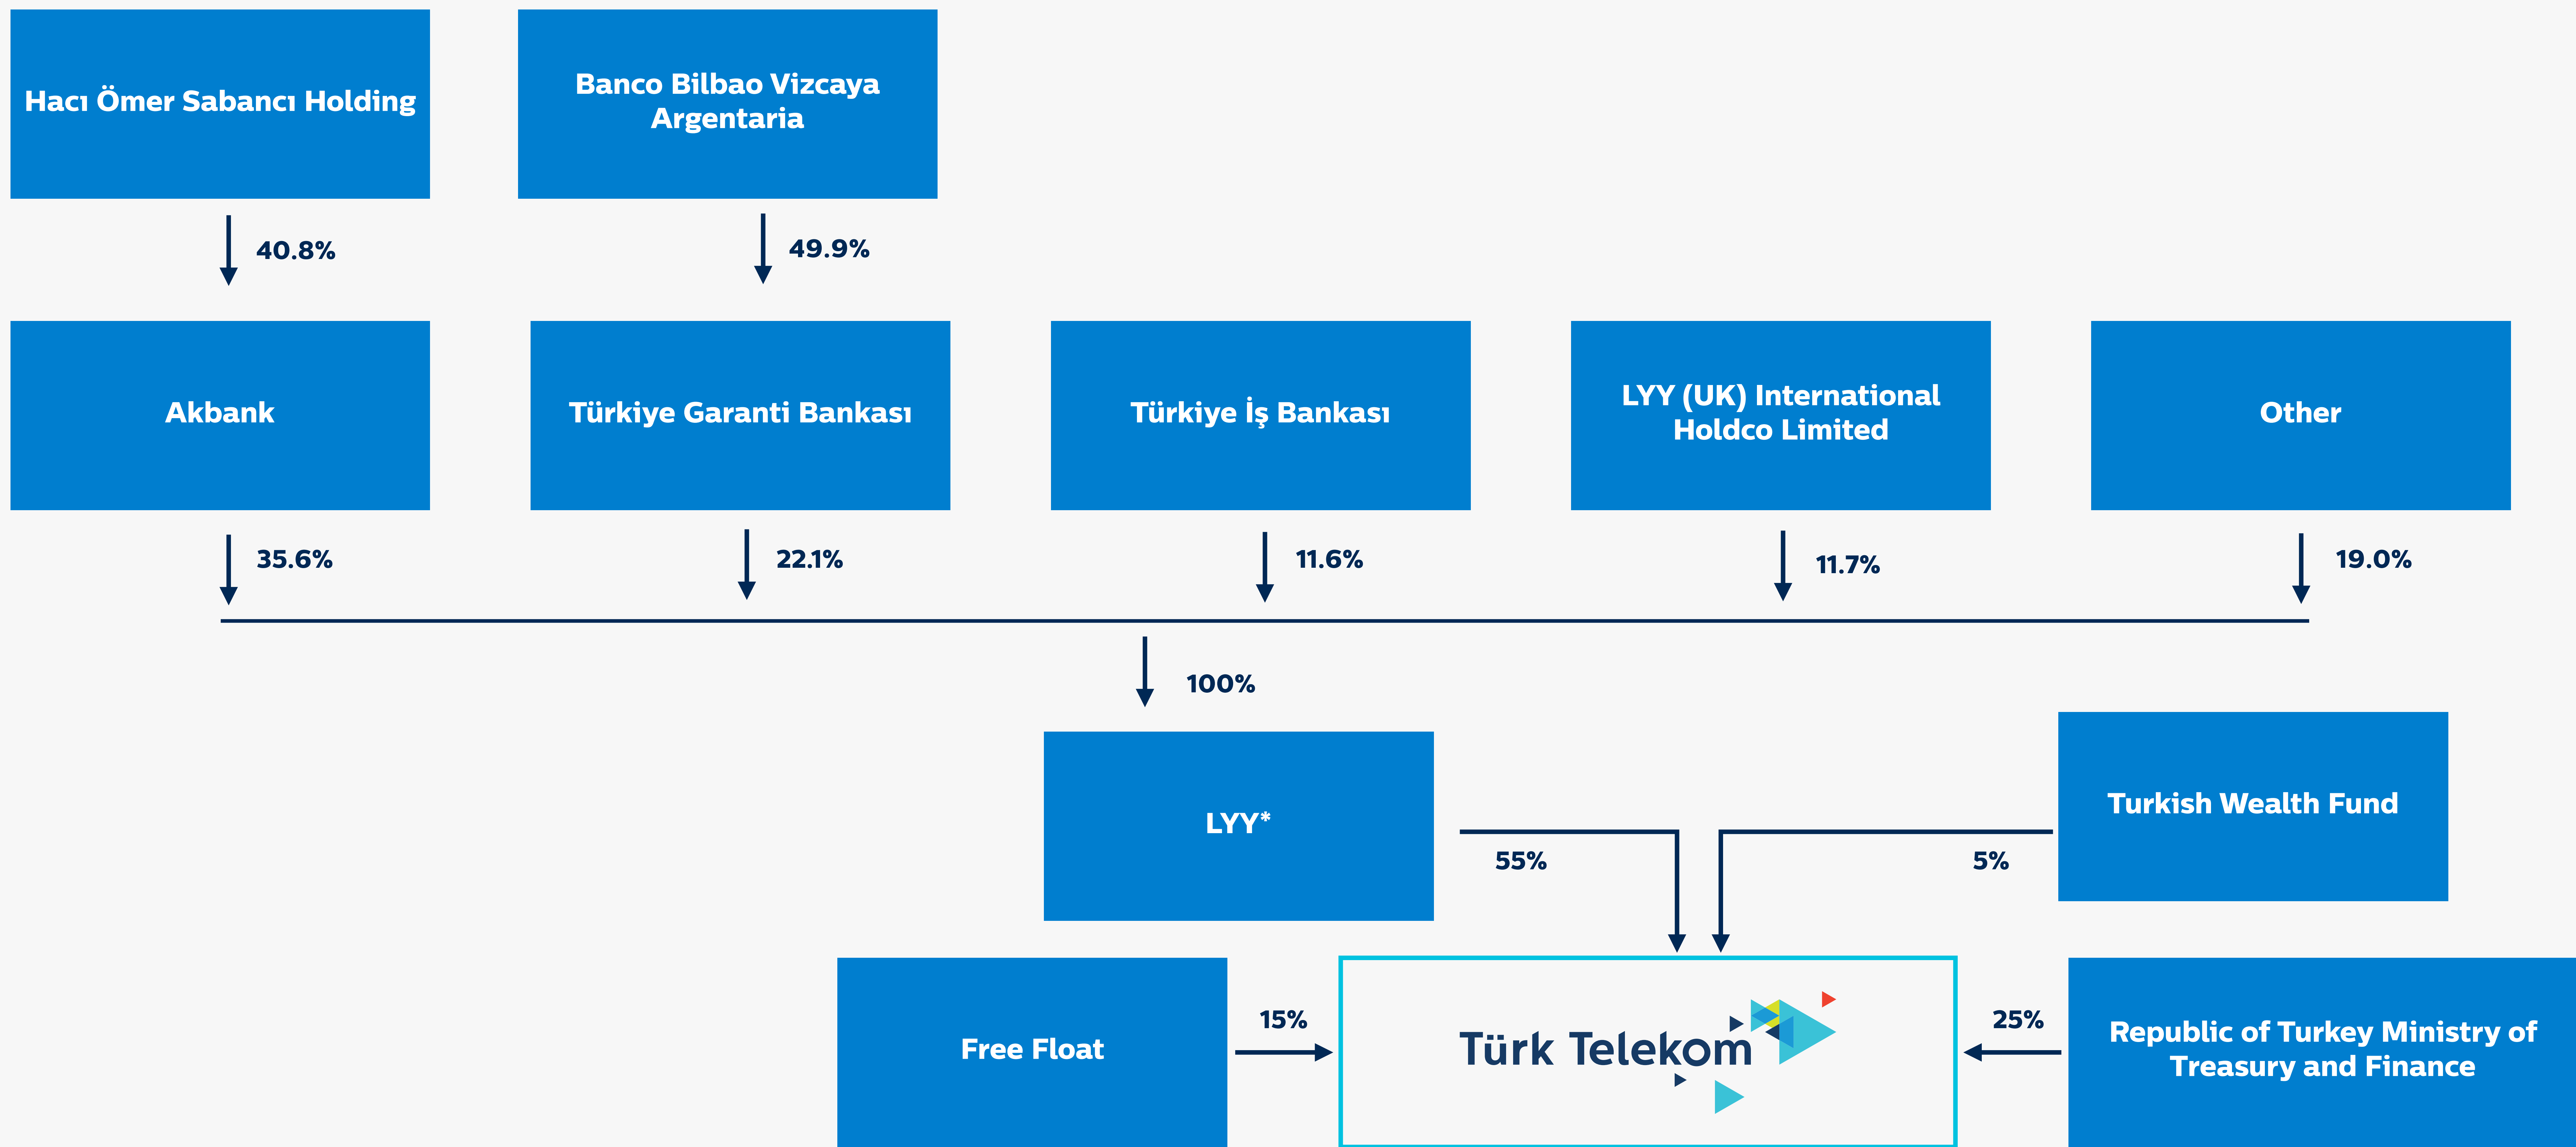 Hacı Ömer Sabancı Holding
Banco Bilbao Vizcaya
Argentaria
40.8%
49.9%
Akbank
Türkiye Garanti Bankası
Türkiye İş Bankası
LYY (UK) International
Holdco Limited
Other
35.6%
22.1%
11.6%
11.7%
19.0%
100%
LYY*
Turkish Wealth Fund
55%
5%
Free Float
15%
Türk Telekom
25%
Republic of Turkey Ministry of
Treasury and Finance